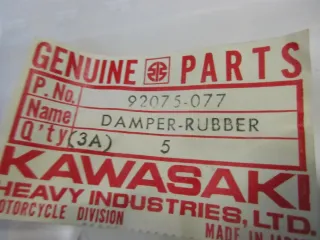 GENUINE PARTS
P. No. 92075-077
Name DAMPER-RUBBER
Q'ty (3A) 5
KAWASAKI
HEAVY INDUSTRIES, LTD.
MOTORCYCLE DIVISION MADE IN JAPAN